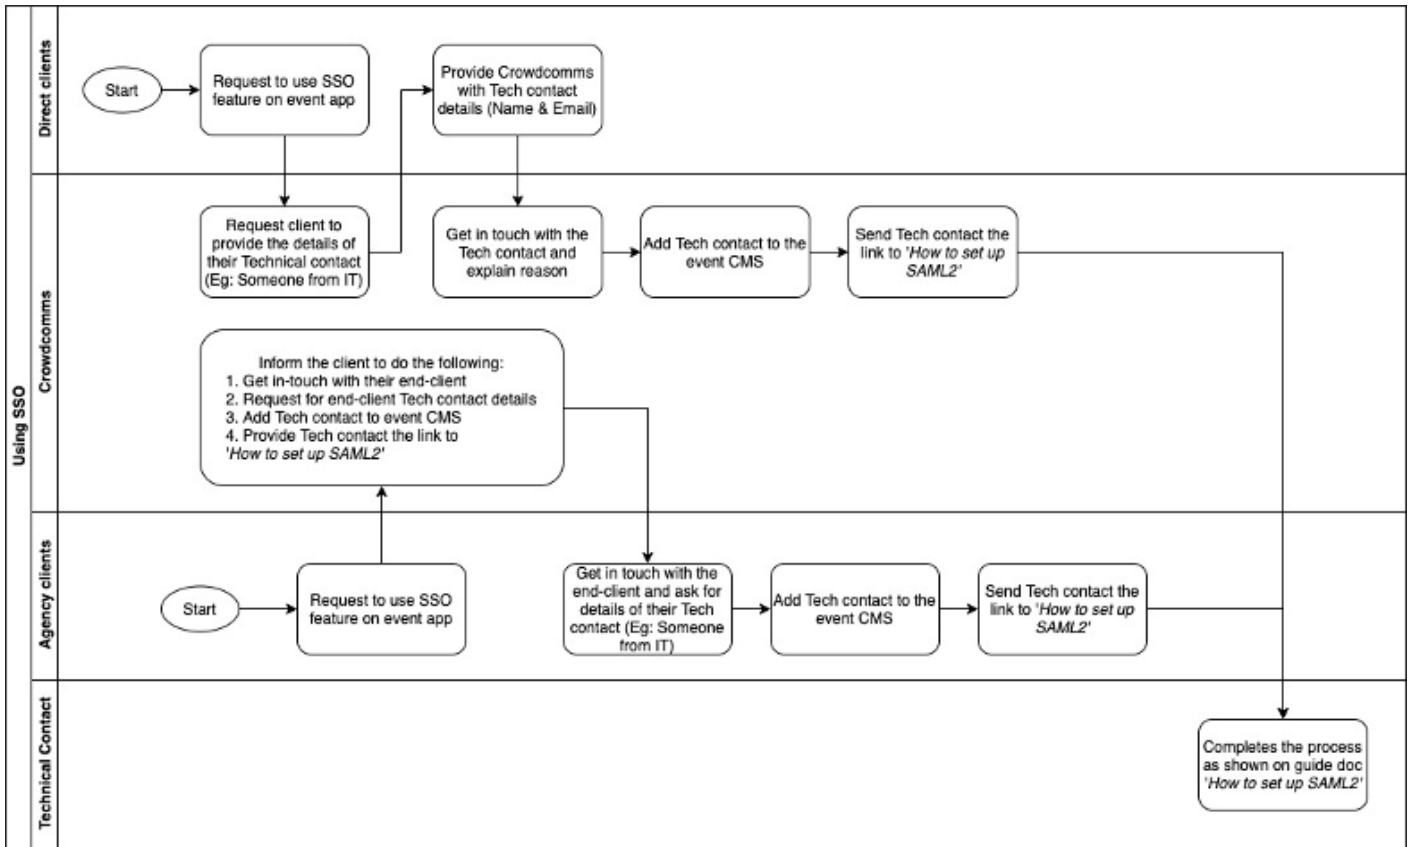 Using SSO
Direct clients
Start
Request to use SSO
feature on event app
Provide Crowdcomms
with Tech contact
details (Name & Email)
Crowdcomms
Request client to
provide the details of
their Technical contact
(Eg: Someone from IT)
Get in touch with the
Tech contact and
explain reason
Add Tech contact to the
event CMS
Send Tech contact the
link to 'How to set up
SAML2'
Inform the client to do the following:
1. Get in-touch with their end-client
2. Request for end-client Tech contact details
3. Add Tech contact to event CMS
4. Provide Tech contact the link to
'How to set up SAML2'
Agency clients
Start
Request to use SSO
feature on event app
Get in touch with the
end-client and ask for
details of their Tech
contact (Eg: Someone
from IT)
Add Tech contact to the
event CMS
Send Tech contact the
link to 'How to set up
SAML2'
Technical Contact
Completes the process
as shown on guide doc
'How to set up SAML2'